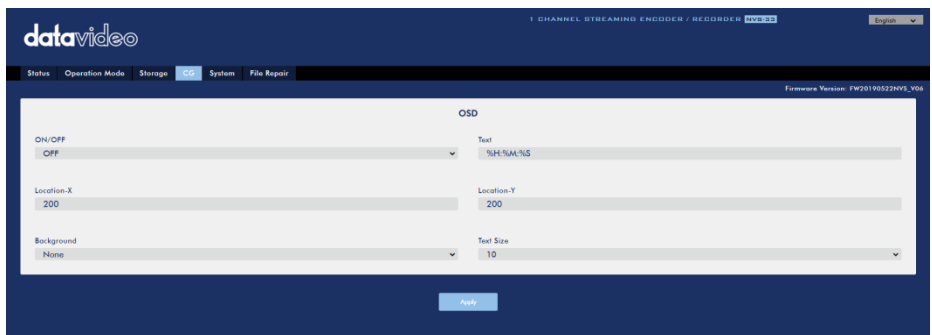 1 CHANNEL STREAMING ENCODER / RECORDER NVS-33
English
datavideo
Status Operation Mode Storage CG System File Repair
Firmware Version: FW20190522NVS_V06
OSD
ON/OFF Text
OFF %H:%M:%S
Location-X Location-Y
200 200
Background Text Size
None 10
Apply